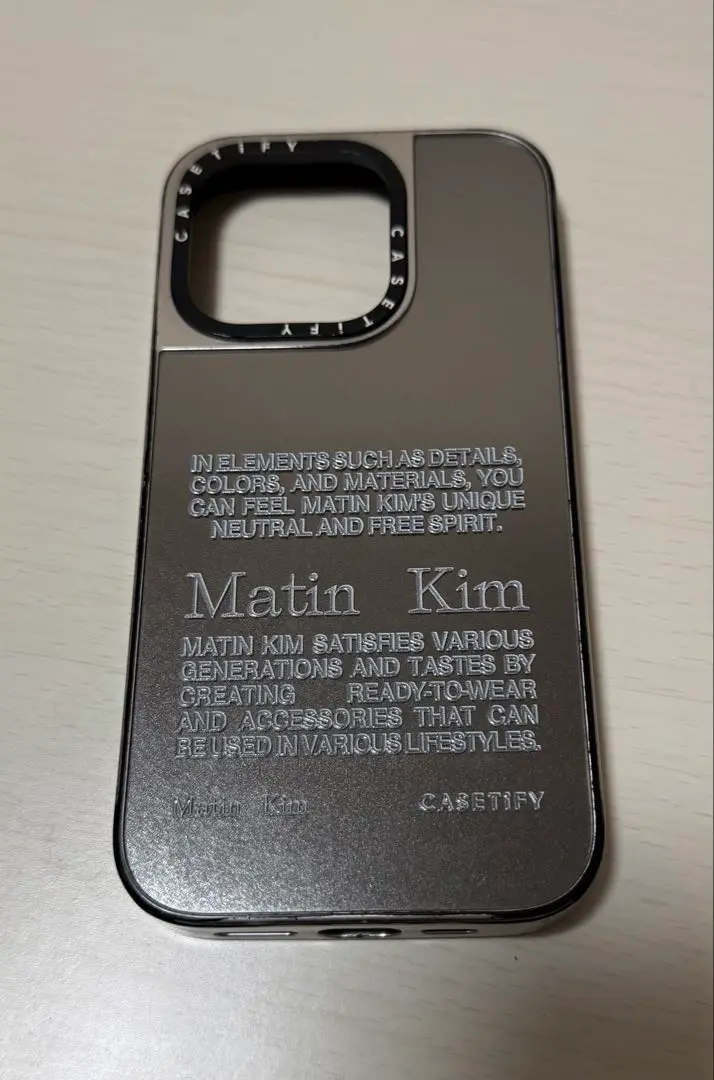 CASETiFY
CASETiFY
CASETiFY
IN ELEMENTS SUCH AS DETAILS,
COLORS, AND MATERIALS, YOU
CAN FEEL MATIN KIM'S UNIQUE
NEUTRAL AND FREE SPIRIT.
Matin Kim
MATIN KIM SATISFIES VARIOUS
GENERATIONS AND TASTES BY
CREATING READY-TO-WEAR
AND ACCESSORIES THAT CAN
BE USED IN VARIOUS LIFESTYLES.
Matin Kim CASETiFY